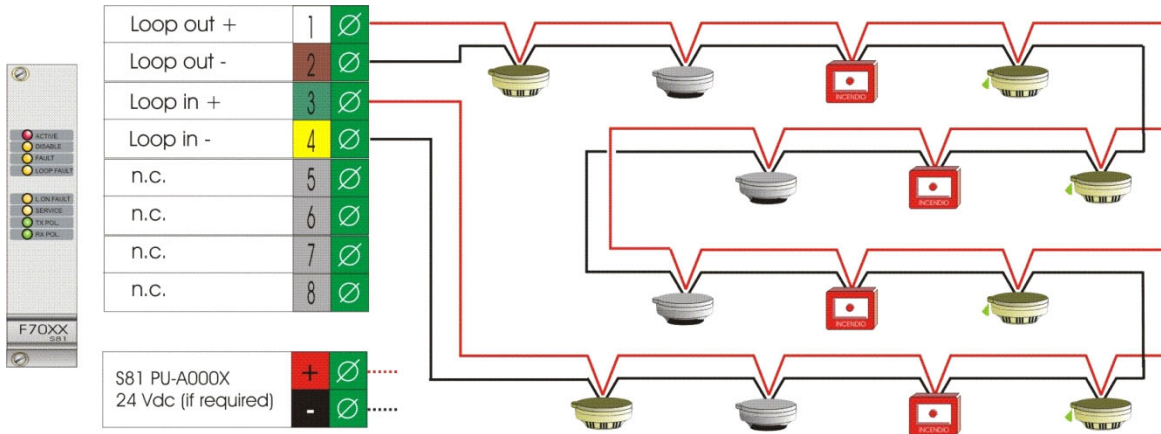 Loop out + 1
Loop out - 2
Loop in + 3
Loop in - 4
n.c. 5
n.c. 6
n.c. 7
n.c. 8
ACTIVE
DISABLE
FAULT
LOOP FAULT
L.ON FAULT
SERVICE
TX POL.
RX POL.
F70XX
S81
S81 PU-A000X +
24 Vdc (if required) -
INCENDIO
INCENDIO
INCENDIO
INCENDIO